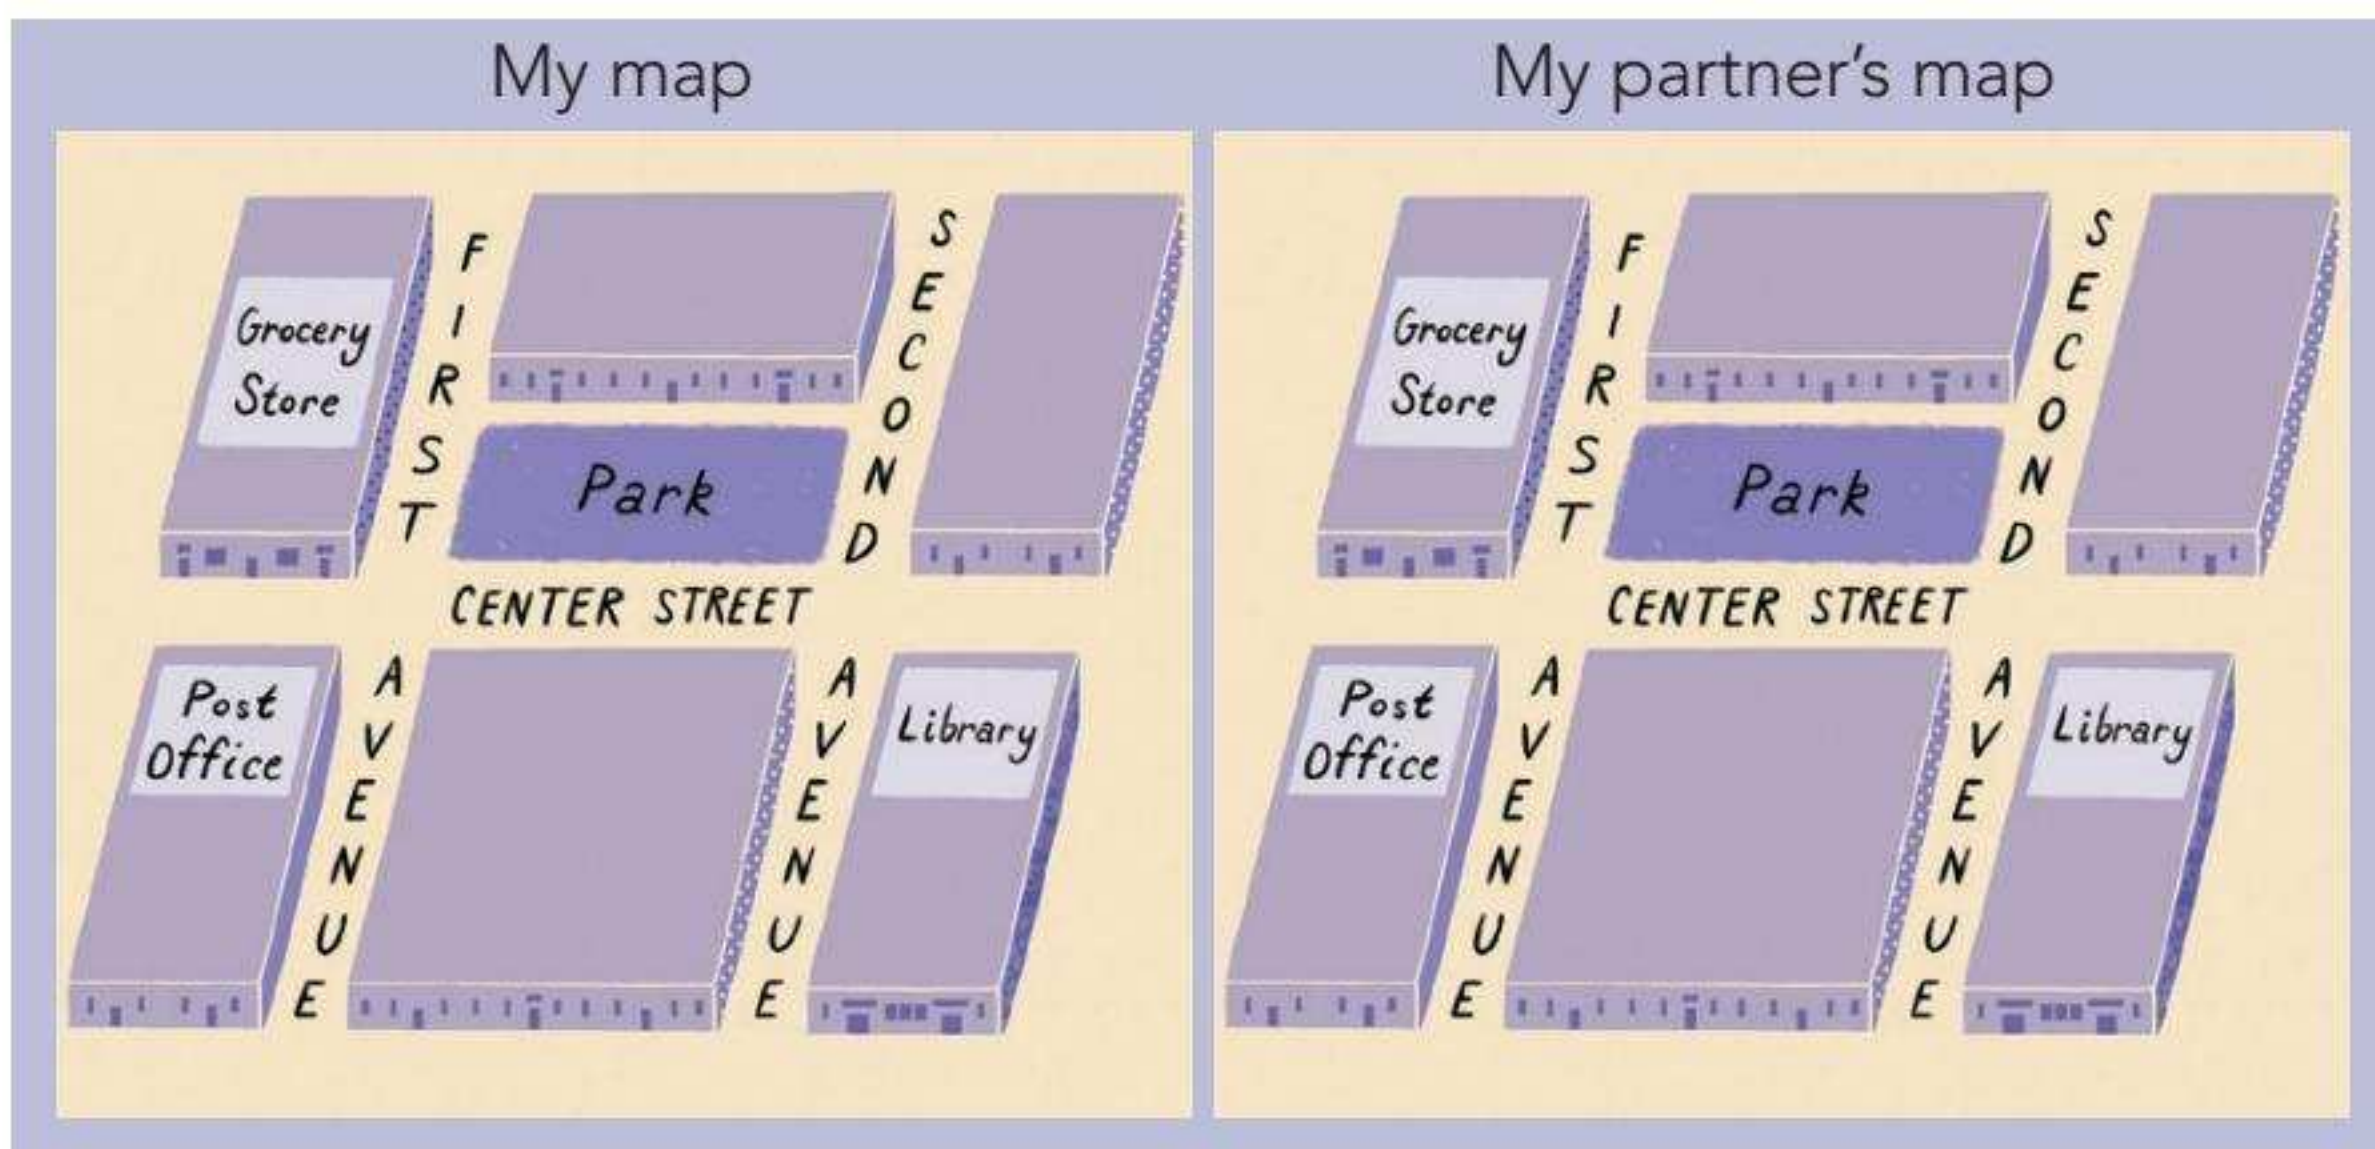 My map
FIRST
SECOND
Grocery
Store
Park
CENTER STREET
Post
Office
AVENUE
AVENUE
Library
My partner's map
FIRST
SECOND
Grocery
Store
Park
CENTER STREET
Post
Office
AVENUE
AVENUE
Library